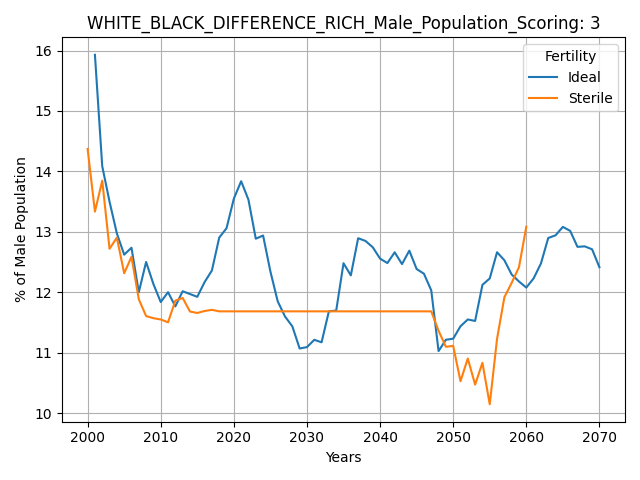 WHITE_BLACK_DIFFERENCE_RICH_Male_Population_Scoring: 3
Fertility
Ideal
Sterile
% of Male Population
16
15
14
13
12
11
10
2000 2010 2020 2030 2040 2050 2060 2070
Years